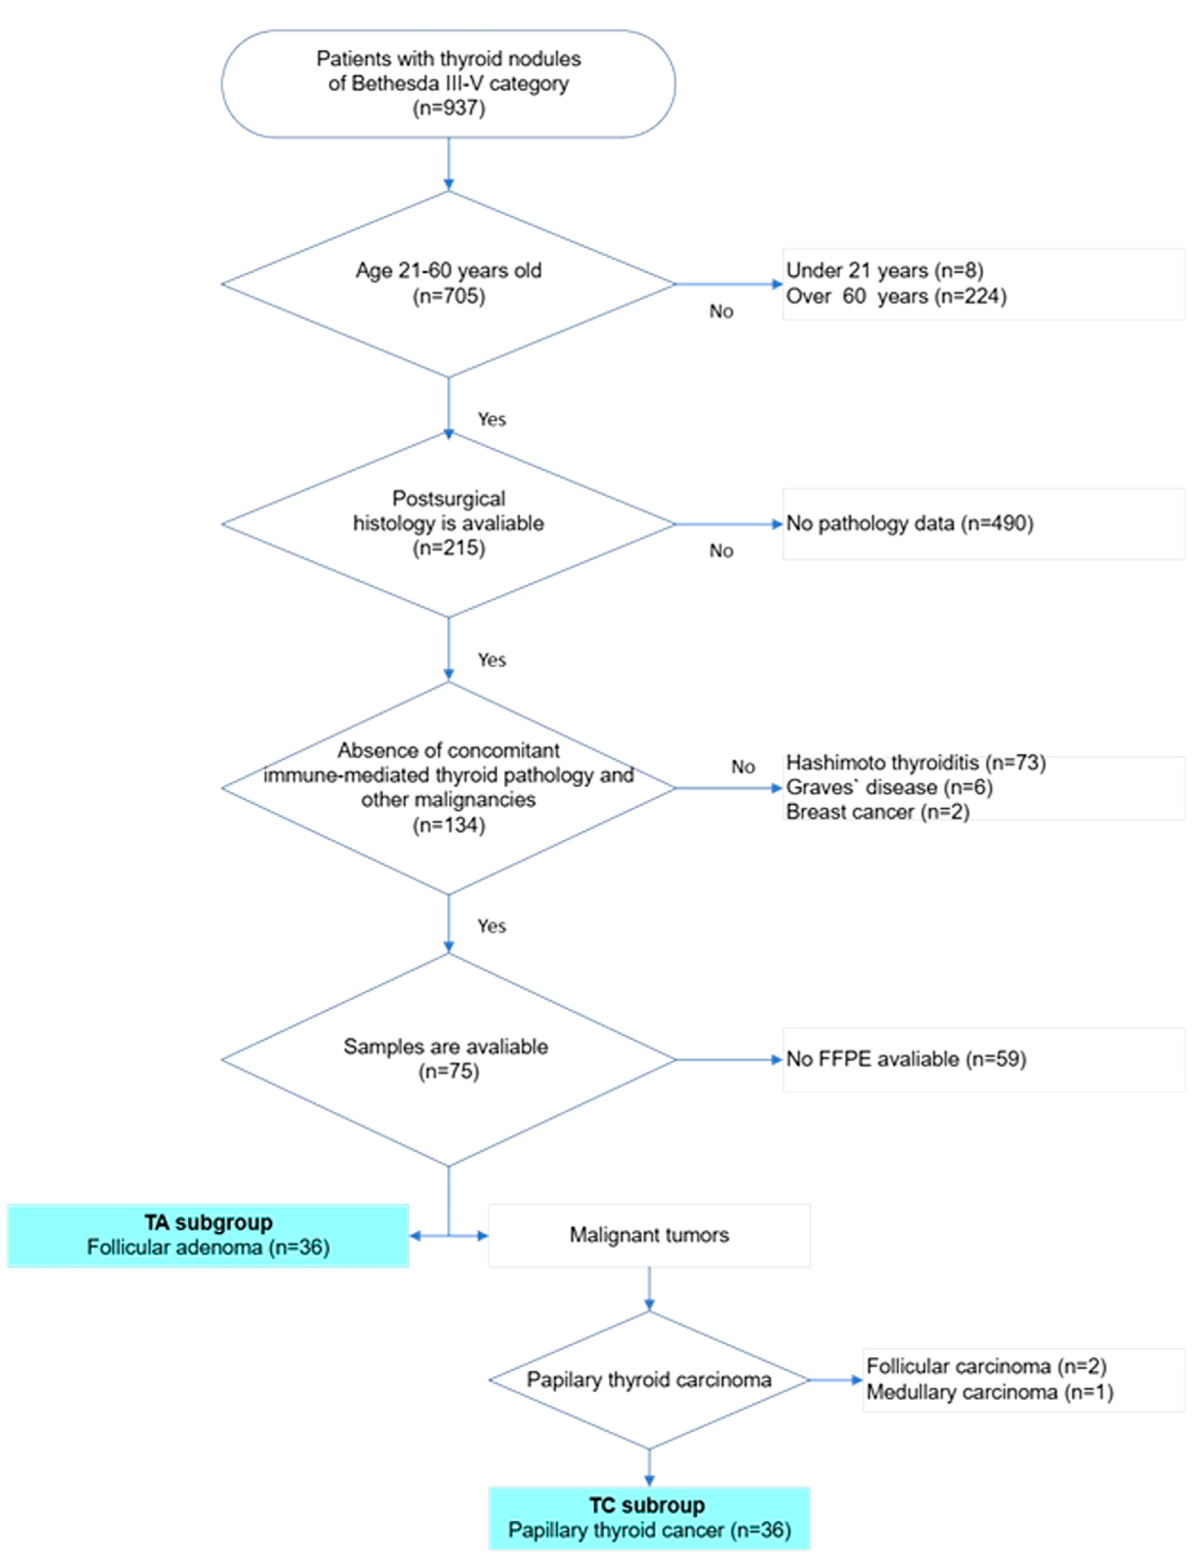 Patients with thyroid nodules
of Bethesda III-V category
(n=937)
Age 21-60 years old
(n=705)
No
Under 21 years (n=8)
Over 60 years (n=224)
Yes
Postsurgical
histology is avaliable
(n=215)
No
No pathology data (n=490)
Yes
Absence of concomitant
immune-mediated thyroid pathology and
other malignancies
(n=134)
No
Hashimoto thyroiditis (n=73)
Graves` disease (n=6)
Breast cancer (n=2)
Yes
Samples are avaliable
(n=75)
No FFPE avaliable (n=59)
TA subgroup
Follicular adenoma (n=36)
Malignant tumors
Papilary thyroid carcinoma
Follicular carcinoma (n=2)
Medullary carcinoma (n=1)
TC subroup
Papillary thyroid cancer (n=36)